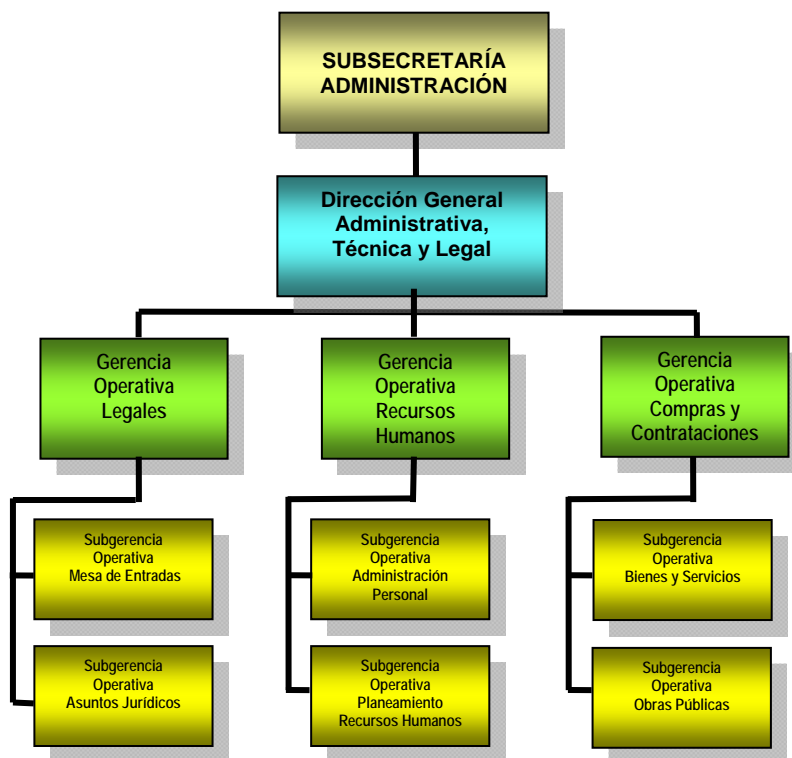 SUBSECRETARÍA
ADMINISTRACIÓN
Dirección General
Administrativa,
Técnica y Legal
Gerencia
Operativa
Legales
Gerencia
Operativa
Recursos
Humanos
Gerencia
Operativa
Compras y
Contrataciones
Subgerencia
Operativa
Mesa de Entradas
Subgerencia
Operativa
Administración
Personal
Subgerencia
Operativa
Bienes y Servicios
Subgerencia
Operativa
Asuntos Jurídicos
Subgerencia
Operativa
Planeamiento
Recursos Humanos
Subgerencia
Operativa
Obras Públicas